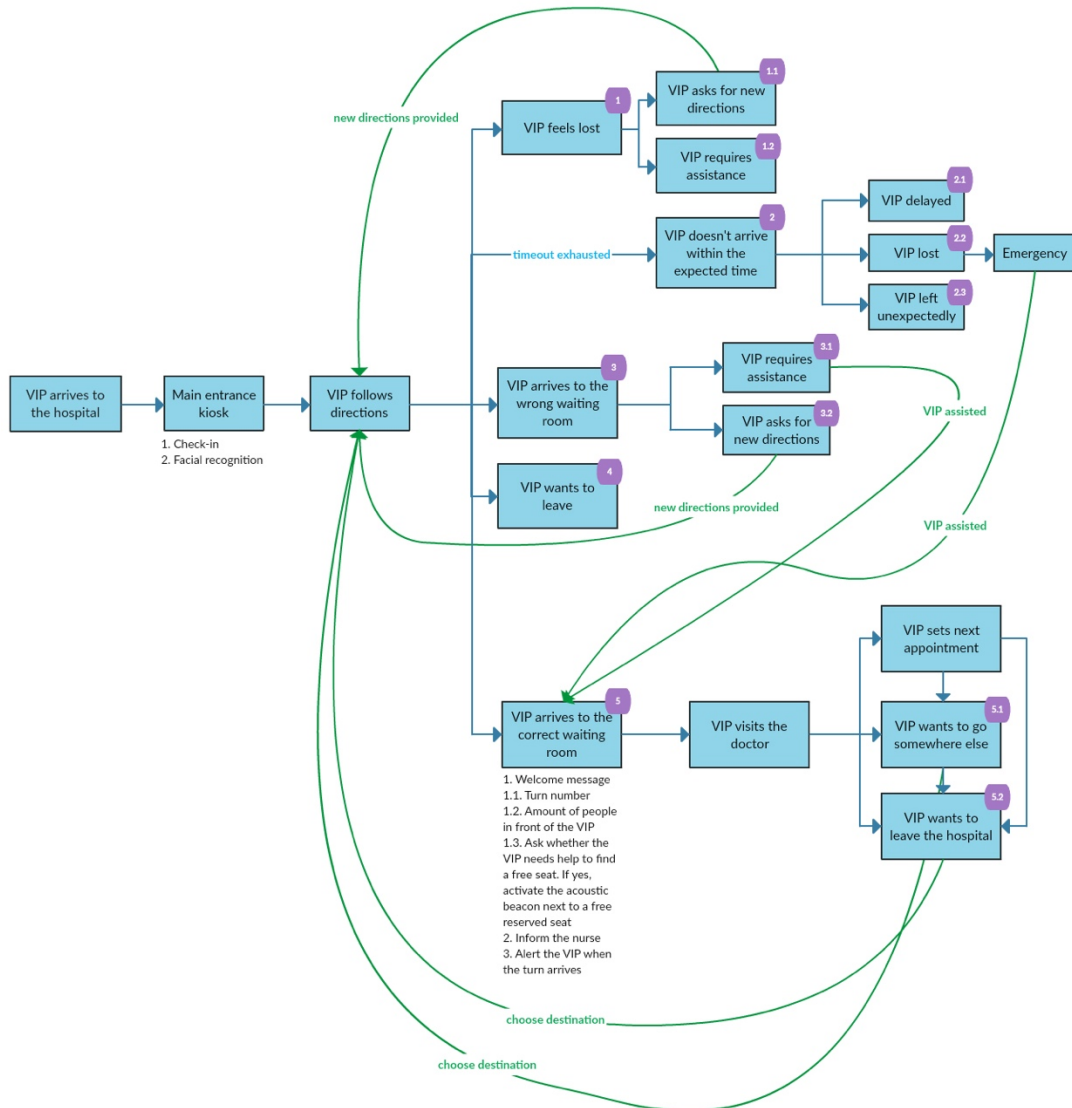 1.1
VIP asks for new
directions
1
VIP feels lost
new directions provided
1.2
VIP requires
assistance
2.1
VIP delayed
2
VIP doesn't arrive
within the
expected time
timeout exhausted
2.2
VIP lost
Emergency
2.3
VIP left
unexpectedly
3.1
VIP requires
assistance
3
VIP arrives to the
wrong waiting
room
VIP arrives to
the hospital
Main entrance
kiosk
1. Check-in
2. Facial recognition
VIP follows
directions
3.2
VIP asks for
new directions
VIP assisted
4
VIP wants to
leave
new directions provided
VIP assisted
VIP sets next
appointment
5
VIP arrives to the
correct waiting
room
VIP visits the
doctor
5.1
VIP wants to go
somewhere else
5.2
VIP wants to
leave the hospital
1. Welcome message
1.1. Turn number
1.2. Amount of people
in front of the VIP
1.3. Ask whether the
VIP needs help to find
a free seat. If yes,
activate the acoustic
beacon next to a free
reserved seat
2. Inform the nurse
3. Alert the VIP when
the turn arrives
choose destination
choose destination